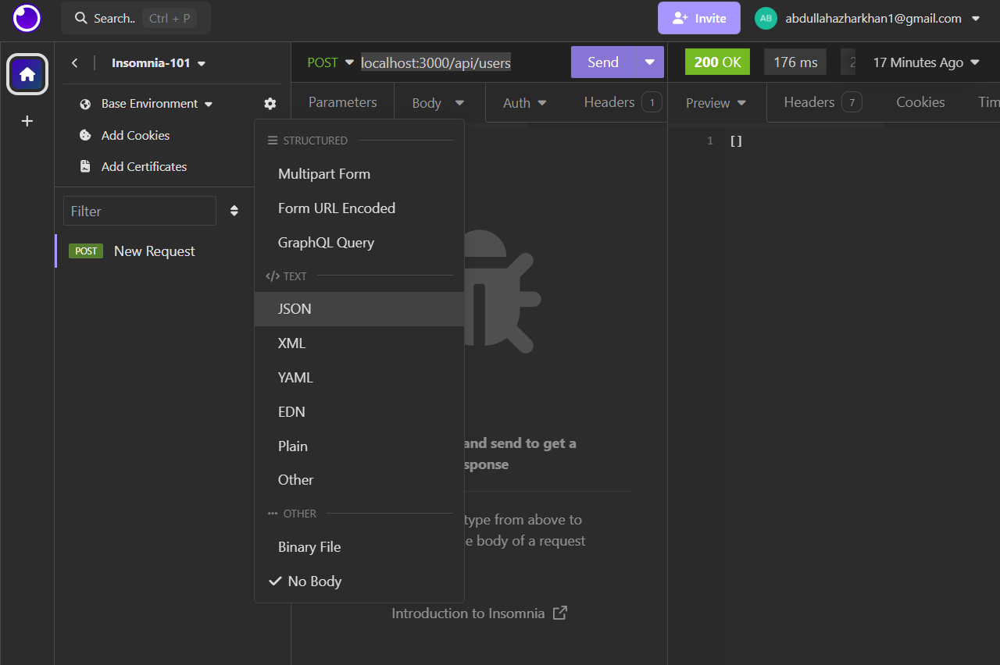 Search..
Ctrl + P
Invite
AB
abdullahazharkhan1@gmail.com
Insomnia-101
POST
localhost:3000/api/users
Send
200 OK
176 ms
17 Minutes Ago
Base Environment
Add Cookies
Add Certificates
Filter
POST
New Request
Parameters
Body
Auth
Headers
1
STRUCTURED
Multipart Form
Form URL Encoded
GraphQL Query
TEXT
JSON
XML
YAML
EDN
Plain
Other
OTHER
Binary File
No Body
and send to get a
type from above to
body of a request
Introduction to Insomnia
Preview
Headers
7
Cookies
1
[]